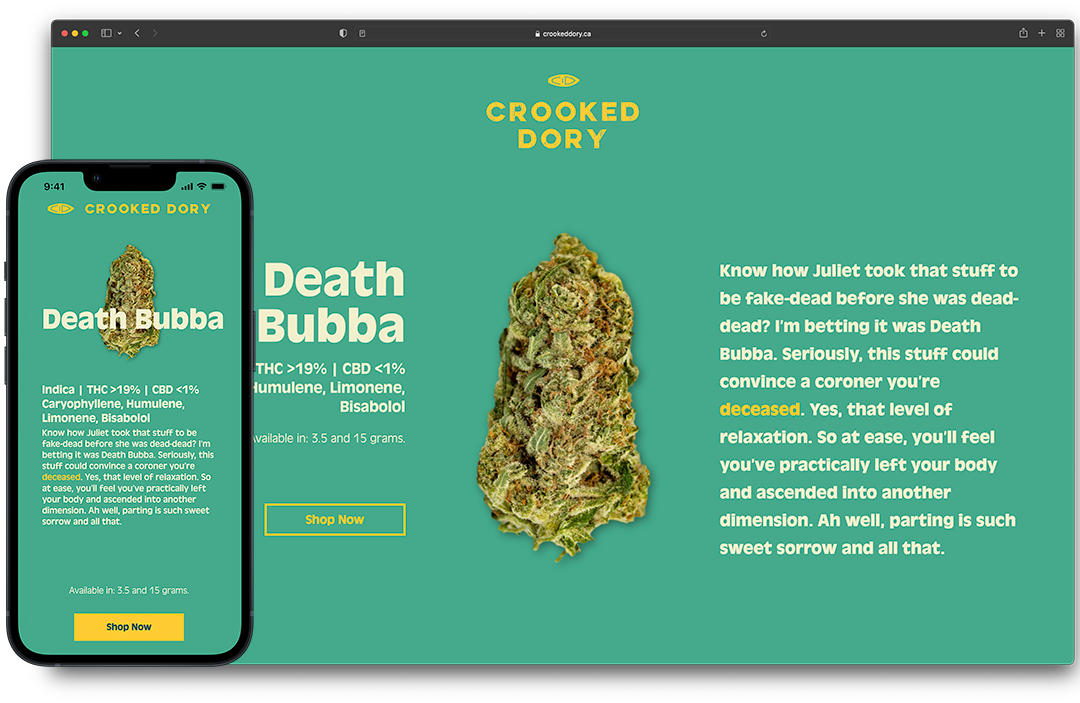 crookeddory.ca
CROOKED
DORY
Death
Bubba
THC >19% | CBD <1%
Humulene, Limonene,
Bisabolol
Available in: 3.5 and 15 grams.
Shop Now
Know how Juliet took that stuff to
be fake-dead before she was dead-
dead? I'm betting it was Death
Bubba. Seriously, this stuff could
convince a coroner you're
deceased. Yes, that level of
relaxation. So at ease, you'll feel
you've practically left your body
and ascended into another
dimension. Ah well, parting is such
sweet sorrow and all that.
9:41
CROOKED DORY
Death Bubba
Indica | THC >19% | CBD <1%
Caryophyllene, Humulene,
Limonene, Bisabolol
Know how Juliet took that stuff to be
fake-dead before she was dead-dead? I'm
betting it was Death Bubba. Seriously, this
stuff could convince a coroner you're
deceased. Yes, that level of relaxation. So
at ease, you'll feel you've practically left
your body and ascended into another
dimension. Ah well, parting is such sweet
sorrow and all that.
Available in: 3.5 and 15 grams.
Shop Now